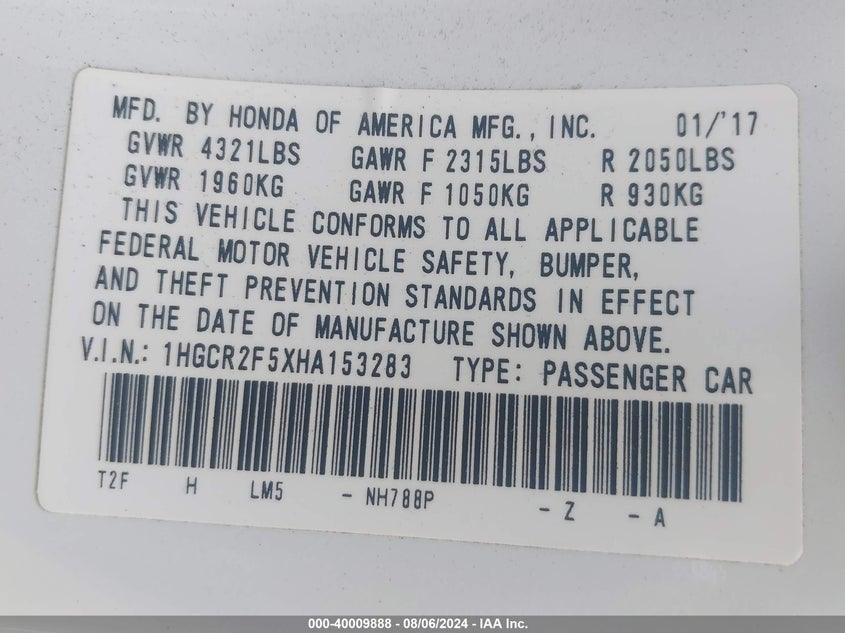 MFD. BY HONDA OF AMERICA MFG., INC. 01/'17
GVWR 4321LBS GAWR F 2315LBS R 2050LBS
GVWR 1960KG GAWR F 1050KG R 930KG
THIS VEHICLE CONFORMS TO ALL APPLICABLE
FEDERAL MOTOR VEHICLE SAFETY, BUMPER,
AND THEFT PREVENTION STANDARDS IN EFFECT
ON THE DATE OF MANUFACTURE SHOWN ABOVE.
V.I.N.: 1HGCR2F5XHA153283 TYPE: PASSENGER CAR
T2F H LM5 - NH788P - Z - A
000-40009888 - 08/06/2024 - IAA Inc.